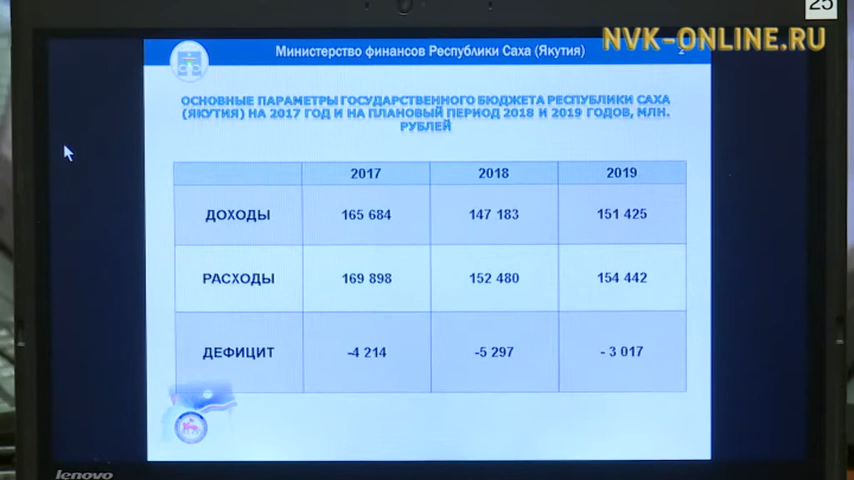 25
NVK-ONLINE.RU
Министерство финансов Республики Саха (Якутия)
2
ОСНОВНЫЕ ПАРАМЕТРЫ ГОСУДАРСТВЕННОГО БЮДЖЕТА РЕСПУБЛИКИ САХА
(ЯКУТИЯ) НА 2017 ГОД И НА ПЛАНОВЫЙ ПЕРИОД 2018 И 2019 ГОДОВ, МЛН.
РУБЛЕЙ
2017 2018 2019
ДОХОДЫ 165 684 147 183 151 425
РАСХОДЫ 169 898 152 480 154 442
ДЕФИЦИТ -4 214 -5 297 - 3 017
lenovo